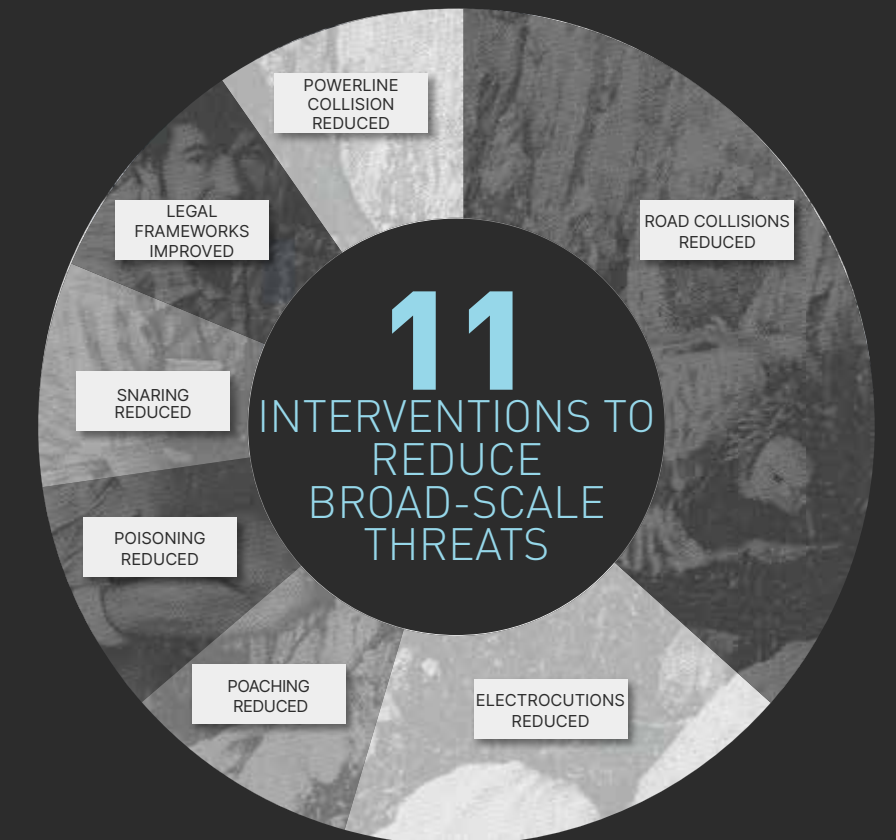 POWERLINE
COLLISION
REDUCED
LEGAL
FRAMEWORKS
IMPROVED
ROAD COLLISIONS
REDUCED
11
INTERVENTIONS TO
REDUCE
BROAD-SCALE
THREATS
SNARING
REDUCED
POISONING
REDUCED
POACHING
REDUCED
ELECTROCUTIONS
REDUCED